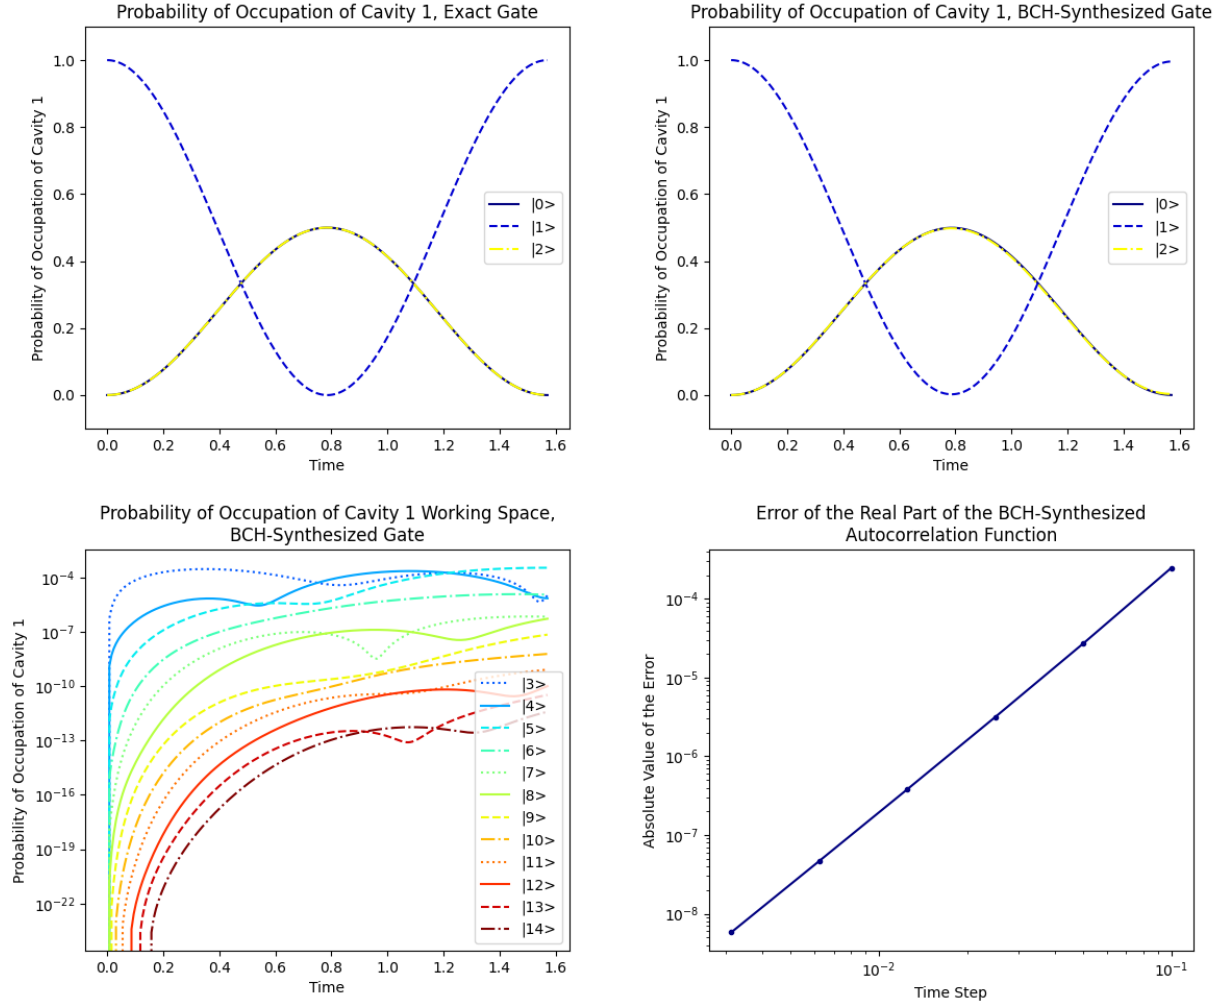 Probability of Occupation of Cavity 1, Exact Gate
Probability of Occupation of Cavity 1
1.0
0.8
0.6
0.4
0.2
0.0
|0>
|1>
|2>
0.0 0.2 0.4 0.6 0.8 1.0 1.2 1.4 1.6
Time
Probability of Occupation of Cavity 1, BCH-Synthesized Gate
Probability of Occupation of Cavity 1
1.0
0.8
0.6
0.4
0.2
0.0
|0>
|1>
|2>
0.0 0.2 0.4 0.6 0.8 1.0 1.2 1.4 1.6
Time
Probability of Occupation of Cavity 1 Working Space,
BCH-Synthesized Gate
Probability of Occupation of Cavity 1
10⁻⁴
10⁻⁷
10⁻¹⁰
10⁻¹³
10⁻¹⁶
10⁻¹⁹
10⁻²²
|3>
|4>
|5>
|6>
|7>
|8>
|9>
|10>
|11>
|12>
|13>
|14>
0.0 0.2 0.4 0.6 0.8 1.0 1.2 1.4 1.6
Time
Error of the Real Part of the BCH-Synthesized
Autocorrelation Function
Absolute Value of the Error
10⁻⁴
10⁻⁵
10⁻⁶
10⁻⁷
10⁻⁸
10⁻² 10⁻¹
Time Step